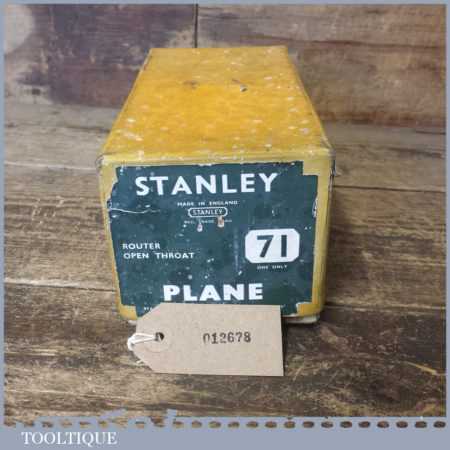 STANLEY
MADE IN ENGLAND
STANLEY
ROUTER
OPEN THROAT
71
ONE ONLY
PLANE
012678
TOOLTIQUE